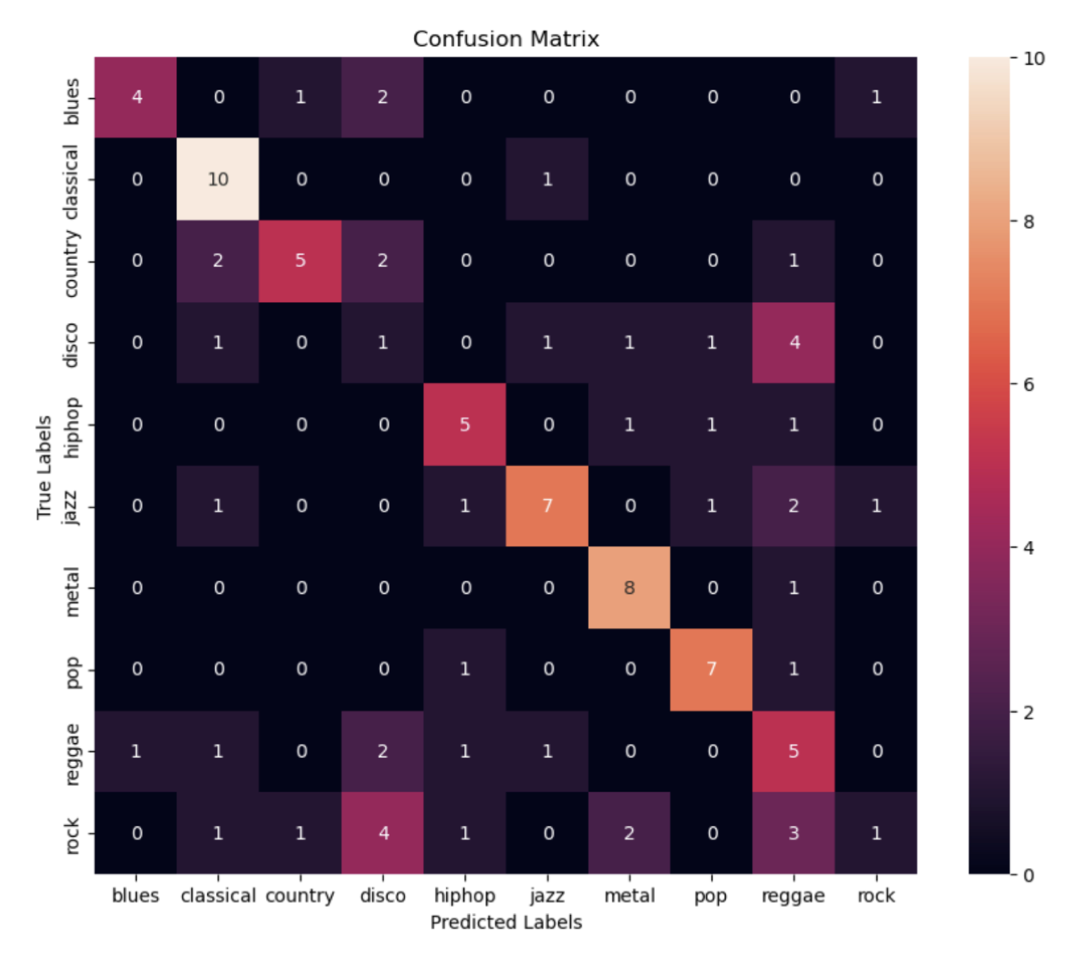 Confusion Matrix
blues 4 0 1 2 0 0 0 0 0 1
classical 0 10 0 0 0 1 0 0 0 0
country 0 2 5 2 0 0 0 0 1 0
disco 0 1 0 1 0 1 1 1 4 0
hiphop 0 0 0 0 5 0 1 1 1 0
jazz 0 1 0 0 1 7 0 1 2 1
metal 0 0 0 0 0 0 8 0 1 0
pop 0 0 0 0 1 0 0 7 1 0
reggae 1 1 0 2 1 1 0 0 5 0
rock 0 1 1 4 1 0 2 0 3 1
True Labels
blues classical country disco hiphop jazz metal pop reggae rock
Predicted Labels
10
8
6
4
2
0